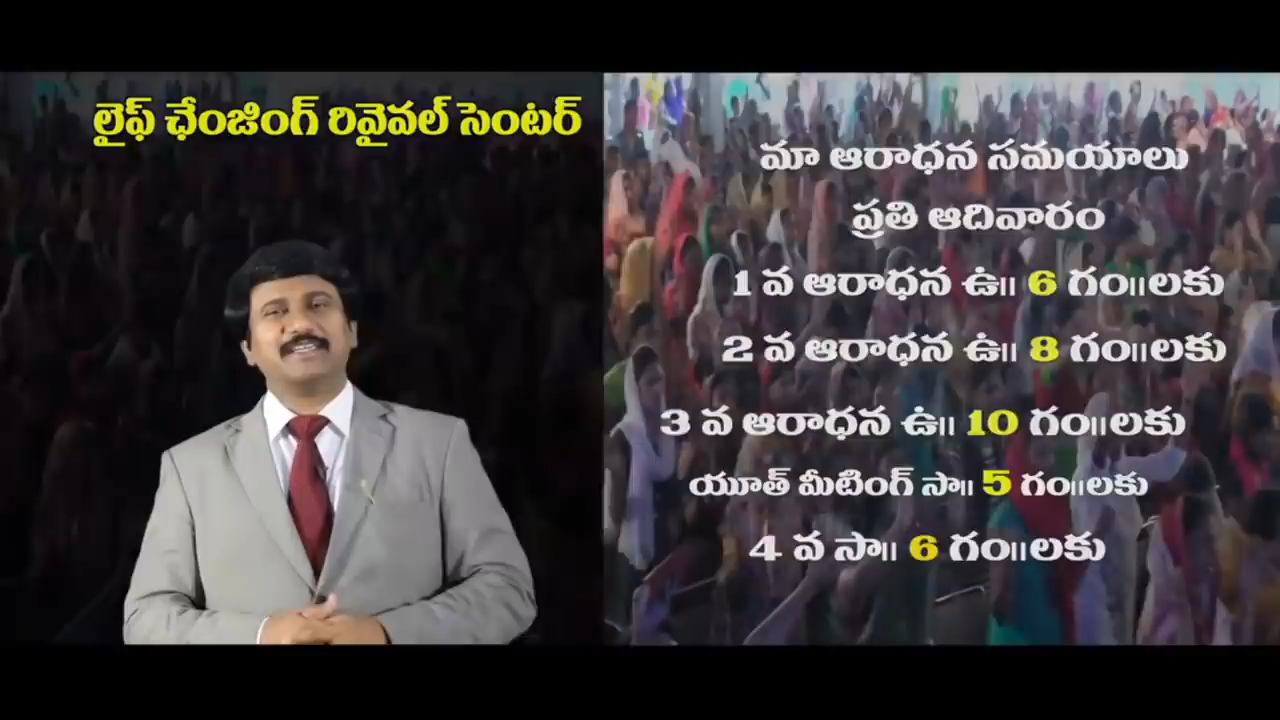 లైఫ్ ఛేంజింగ్ రివైవల్ సెంటర్
మా ఆరాధన సమయాలు
ప్రతి ఆదివారం
1 వ ఆరాధన ఉ॥ 6 గం॥లకు
2 వ ఆరాధన ఉ॥ 8 గం॥లకు
3 వ ఆరాధన ఉ॥ 10 గం॥లకు
యూత్ మీటింగ్ సా॥ 5 గం॥లకు
4 వ సా॥ 6 గం॥లకు